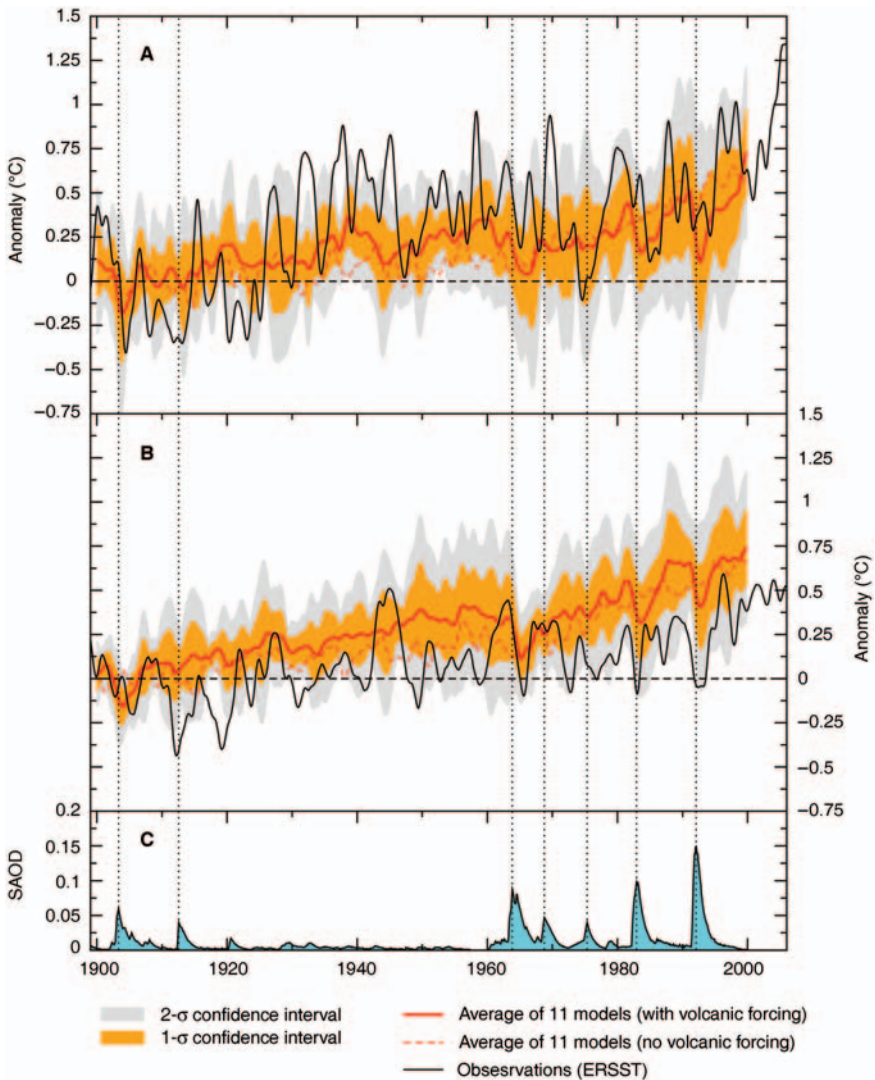 1.5
A
1
0.75
0.5
0.25
0
−0.25
−0.5
−0.75
Anomaly (°C)
B
1.5
1.25
1
0.75
0.5
0.25
0
−0.25
−0.5
−0.75
Anomaly (°C)
0.2
C
0.15
0.1
0.05
0
SAOD
1900 1920 1940 1960 1980 2000
2-σ confidence interval
1-σ confidence interval
Average of 11 models (with volcanic forcing)
Average of 11 models (no volcanic forcing)
Obsesrvations (ERSST)